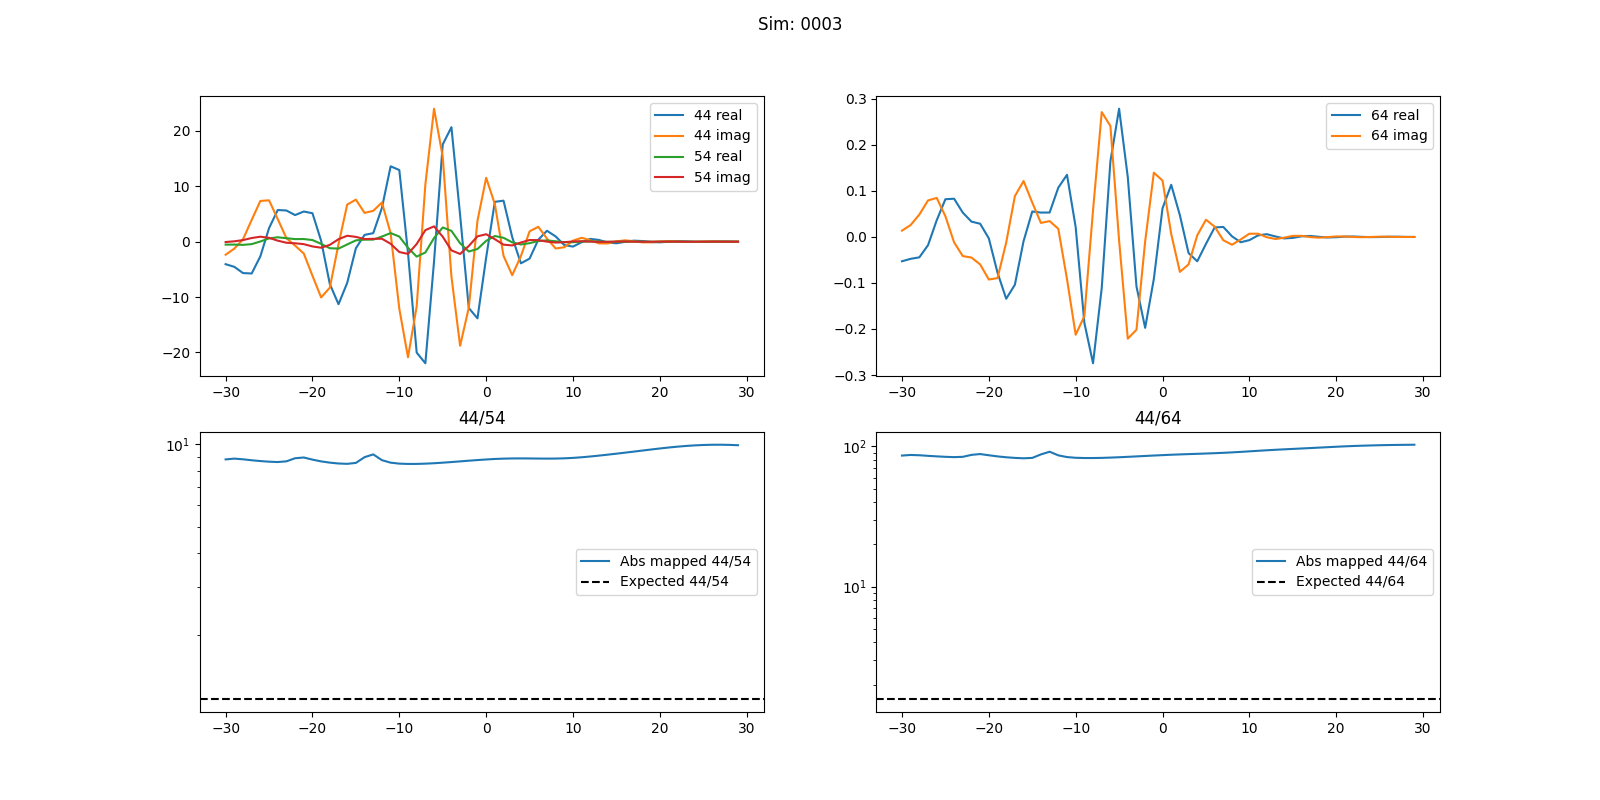 Sim: 0003
20
10
0
−10
−20
44 real
44 imag
54 real
54 imag
−30 −20 −10 0 10 20 30
0.3
0.2
0.1
0.0
−0.1
−0.2
−0.3
64 real
64 imag
−30 −20 −10 0 10 20 30
44/54
10¹
Abs mapped 44/54
Expected 44/54
−30 −20 −10 0 10 20 30
44/64
10²
10¹
Abs mapped 44/64
Expected 44/64
−30 −20 −10 0 10 20 30